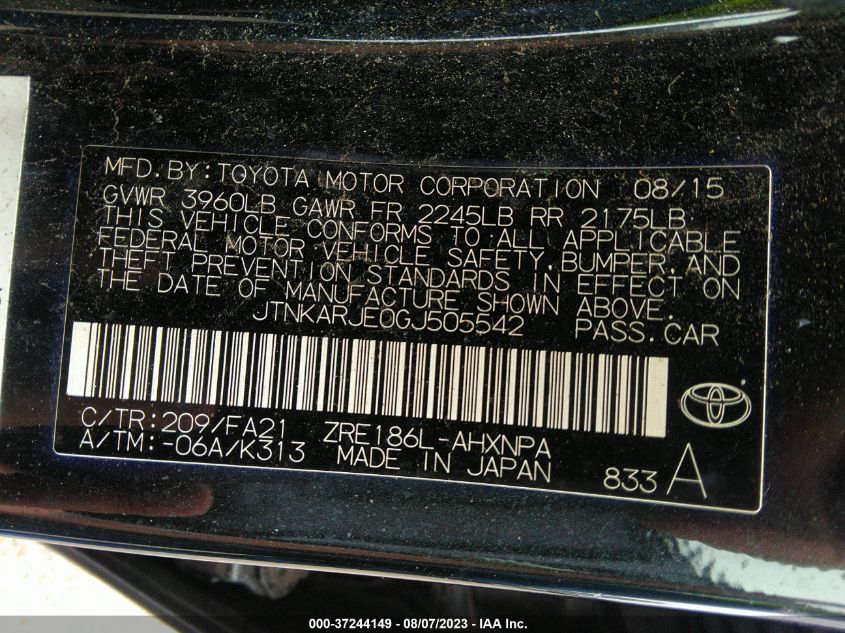 MFD.BY:TOYOTA MOTOR CORPORATION 08/15
GVWR 3960LB GAWR FR 2245LB RR 2175LB
THIS VEHICLE CONFORMS TO ALL APPLICABLE
FEDERAL MOTOR VEHICLE SAFETY,BUMPER,AND
THEFT PREVENTION STANDARDS IN EFFECT ON
THE DATE OF MANUFACTURE SHOWN ABOVE.
JTNKARJE0GJ505542 PASS.CAR
C/TR:209/FA21 ZRE186L-AHXNPA
A/TM:-06A/K313 MADE IN JAPAN 833 A
000-37244149 - 08/07/2023 - IAA Inc.